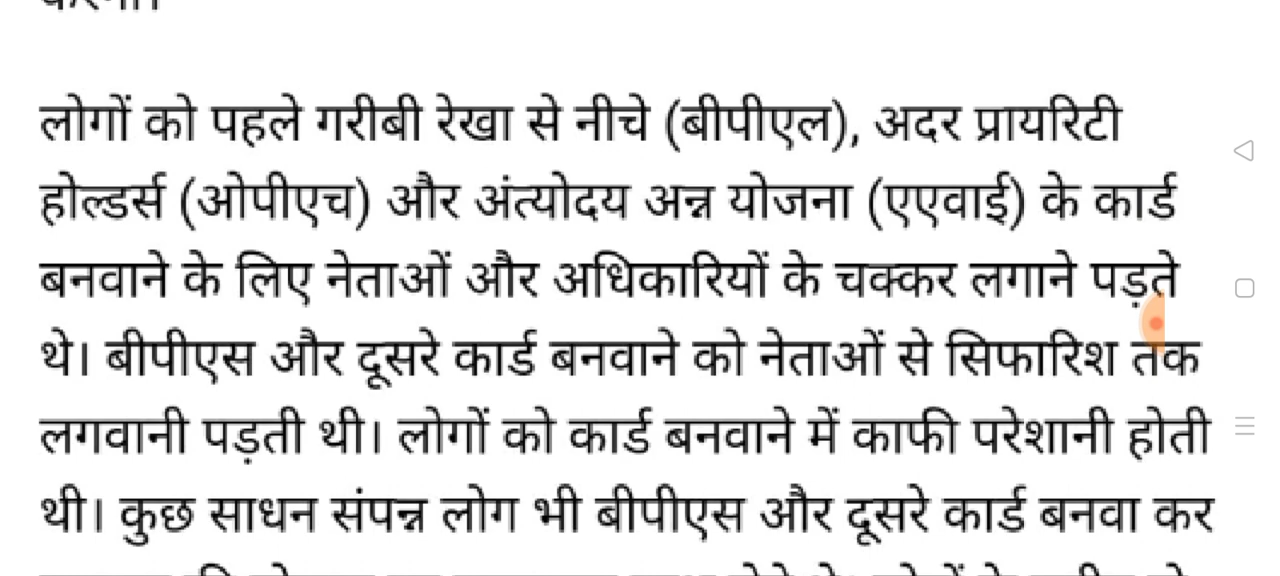 लोगों को पहले गरीबी रेखा से नीचे (बीपीएल), अदर प्रायरिटी
होल्डर्स (ओपीएच) और अंत्योदय अन्न योजना (एएवाई) के कार्ड
बनवाने के लिए नेताओं और अधिकारियों के चक्कर लगाने पड़ते
थे। बीपीएस और दूसरे कार्ड बनवाने को नेताओं से सिफारिश तक
लगवानी पड़ती थी। लोगों को कार्ड बनवाने में काफी परेशानी होती
थी। कुछ साधन संपन्न लोग भी बीपीएस और दूसरे कार्ड बनवा कर